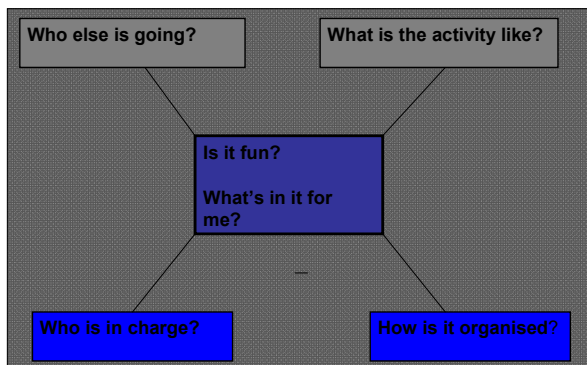 Who else is going?
What is the activity like?
Is it fun?
What's in it for
me?
Who is in charge?
How is it organised?